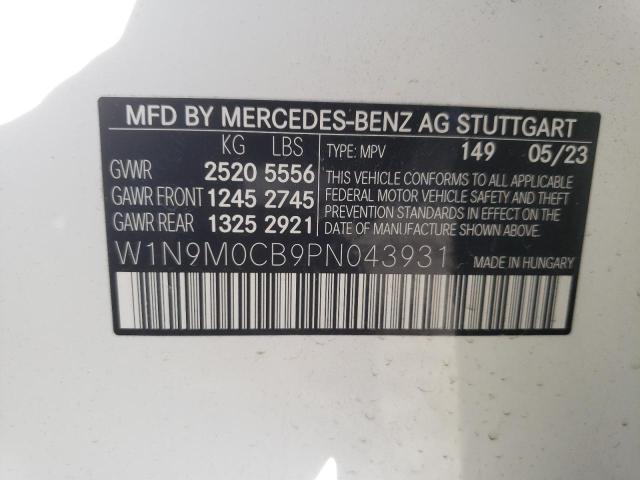 MFD BY MERCEDES-BENZ AG STUTTGART
KG LBS TYPE: MPV 149 05/23
GVWR 2520 5556 THIS VEHICLE CONFORMS TO ALL APPLICABLE
GAWR FRONT 1245 2745 FEDERAL MOTOR VEHICLE SAFETY AND THEFT
PREVENTION STANDARDS IN EFFECT ON THE
GAWR REAR 1325 2921 DATE OF MANUFACTURE SHOWN ABOVE.
W1N9M0CB9PN043931 MADE IN HUNGARY